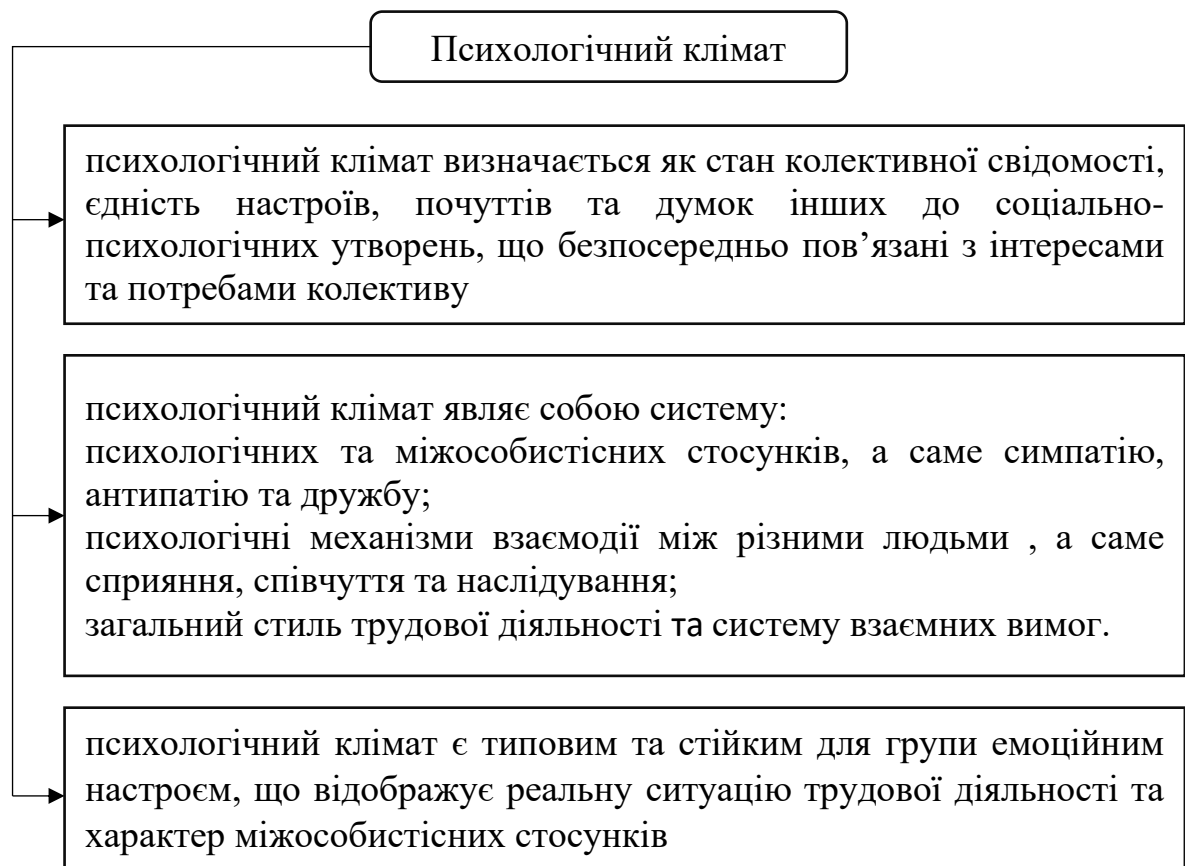 Психологічний клімат
психологічний клімат визначається як стан колективної свідомості,
єдність настроїв, почуттів та думок інших до соціально-
психологічних утворень, що безпосередньо пов’язані з інтересами
та потребами колективу
психологічний клімат являє собою систему:
психологічних та міжособистісних стосунків, а саме симпатію,
антипатію та дружбу;
психологічні механізми взаємодії між різними людьми , а саме
сприяння, співчуття та наслідування;
загальний стиль трудової діяльності та систему взаємних вимог.
психологічний клімат є типовим та стійким для групи емоційним
настроєм, що відображує реальну ситуацію трудової діяльності та
характер міжособистісних стосунків